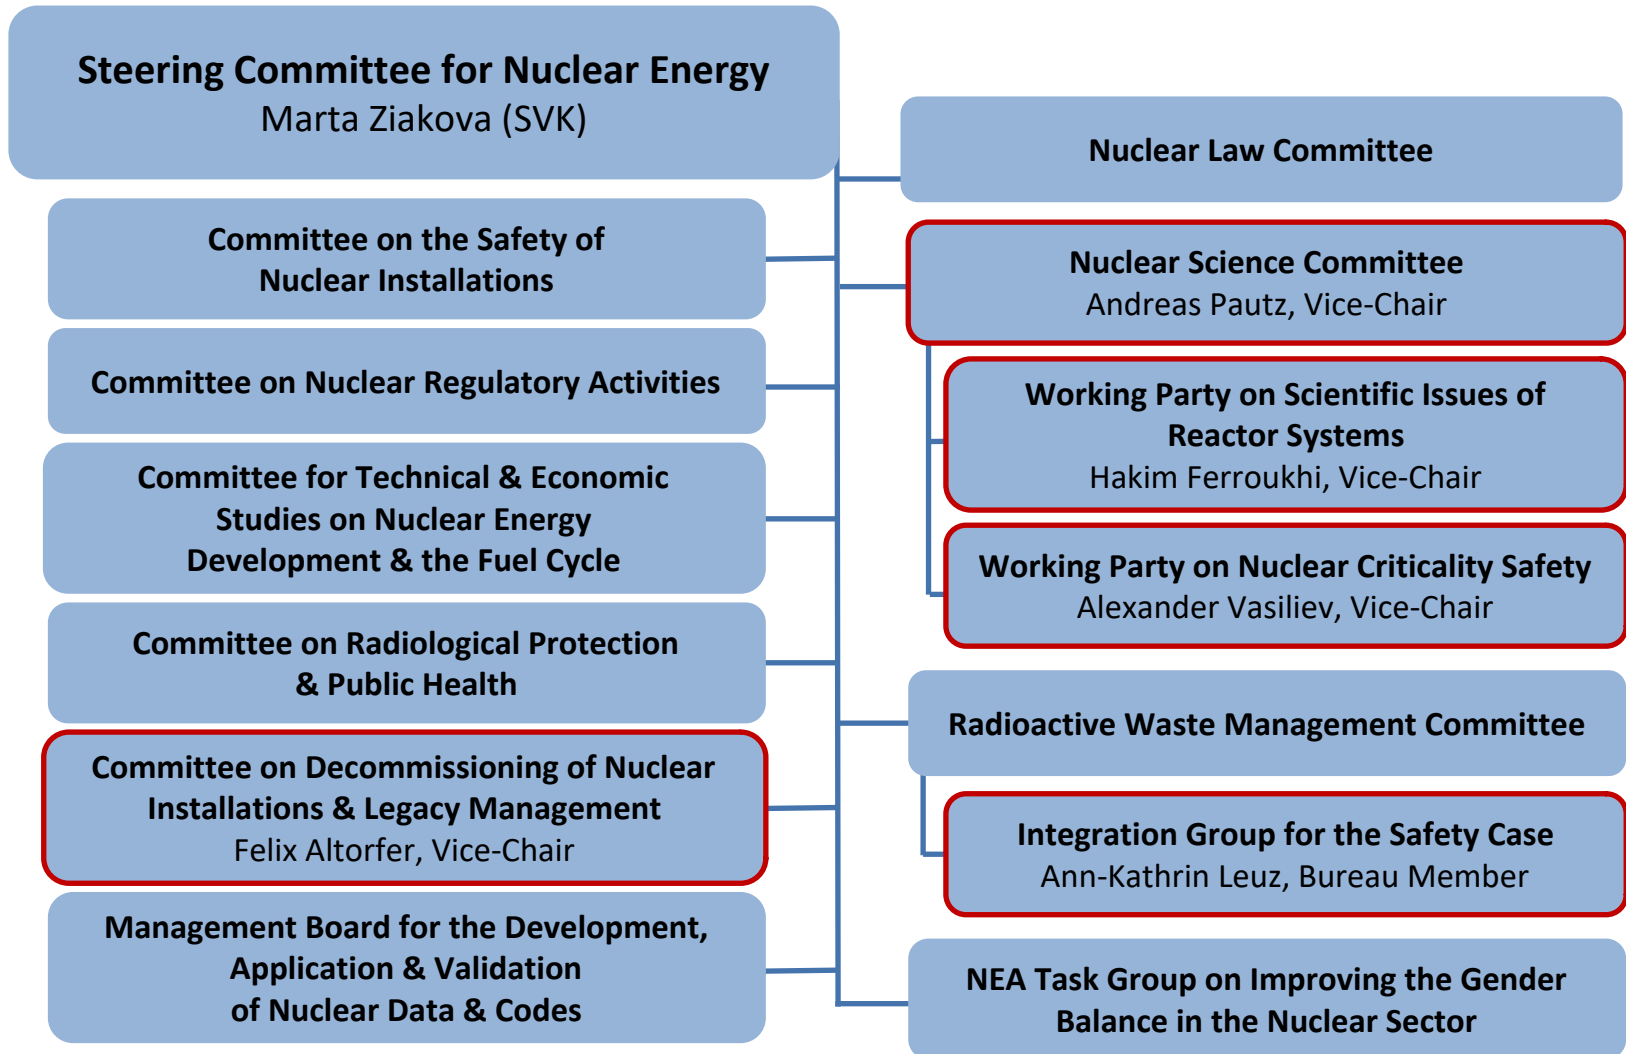 Steering Committee for Nuclear Energy
Marta Ziakova (SVK)
Committee on the Safety of
Nuclear Installations
Committee on Nuclear Regulatory Activities
Committee for Technical & Economic
Studies on Nuclear Energy
Development & the Fuel Cycle
Committee on Radiological Protection
& Public Health
Committee on Decommissioning of Nuclear
Installations & Legacy Management
Felix Altorfer, Vice-Chair
Management Board for the Development,
Application & Validation
of Nuclear Data & Codes
Nuclear Law Committee
Nuclear Science Committee
Andreas Pautz, Vice-Chair
Working Party on Scientific Issues of
Reactor Systems
Hakim Ferroukhi, Vice-Chair
Working Party on Nuclear Criticality Safety
Alexander Vasiliev, Vice-Chair
Radioactive Waste Management Committee
Integration Group for the Safety Case
Ann-Kathrin Leuz, Bureau Member
NEA Task Group on Improving the Gender
Balance in the Nuclear Sector